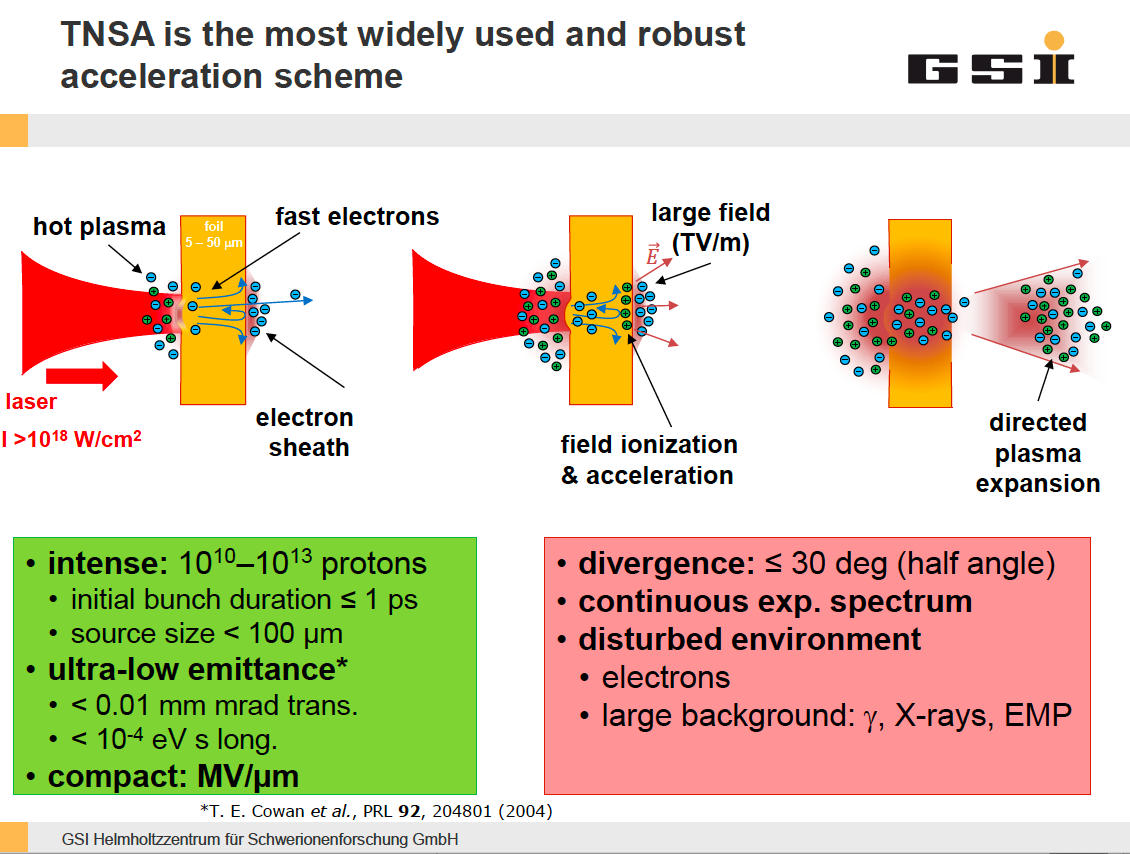 TNSA is the most widely used and robust
acceleration scheme
GSI
hot plasma
foil
5 – 50 μm
fast electrons
laser
I >10¹⁸ W/cm²
electron
sheath
large field
(TV/m)
E⃗
field ionization
& acceleration
directed
plasma
expansion
• intense: 10¹⁰–10¹³ protons
• initial bunch duration ≤ 1 ps
• source size < 100 μm
• ultra-low emittance*
• < 0.01 mm mrad trans.
• < 10⁻⁴ eV s long.
• compact: MV/μm
• divergence: ≤ 30 deg (half angle)
• continuous exp. spectrum
• disturbed environment
• electrons
• large background: γ, X-rays, EMP
*T. E. Cowan et al., PRL 92, 204801 (2004)
GSI Helmholtzzentrum für Schwerionenforschung GmbH